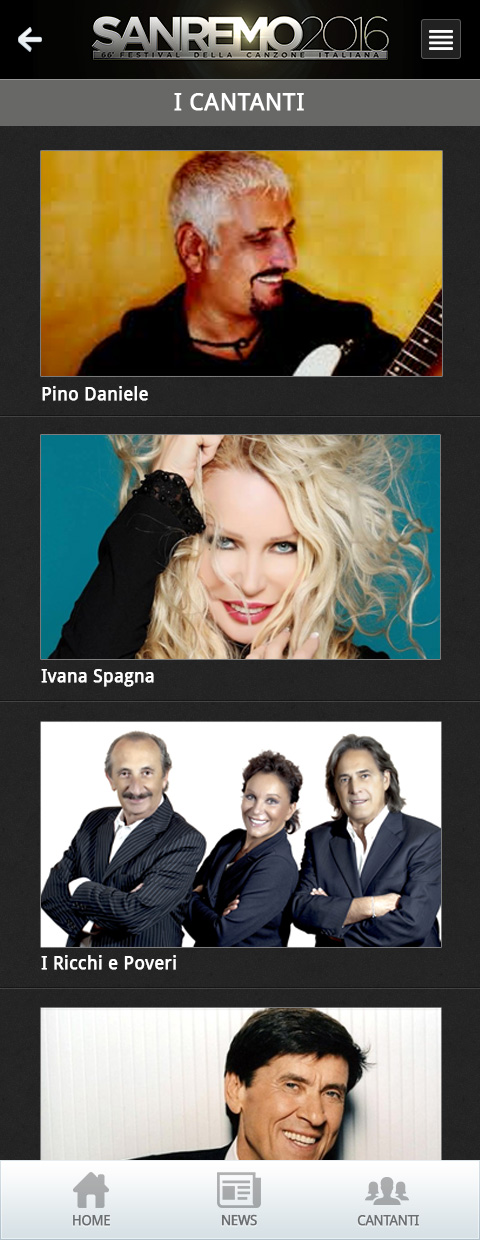 SANREMO2016
66° FESTIVAL DELLA CANZONE ITALIANA
I CANTANTI
Pino Daniele
Ivana Spagna
I Ricchi e Poveri
HOME
NEWS
CANTANTI